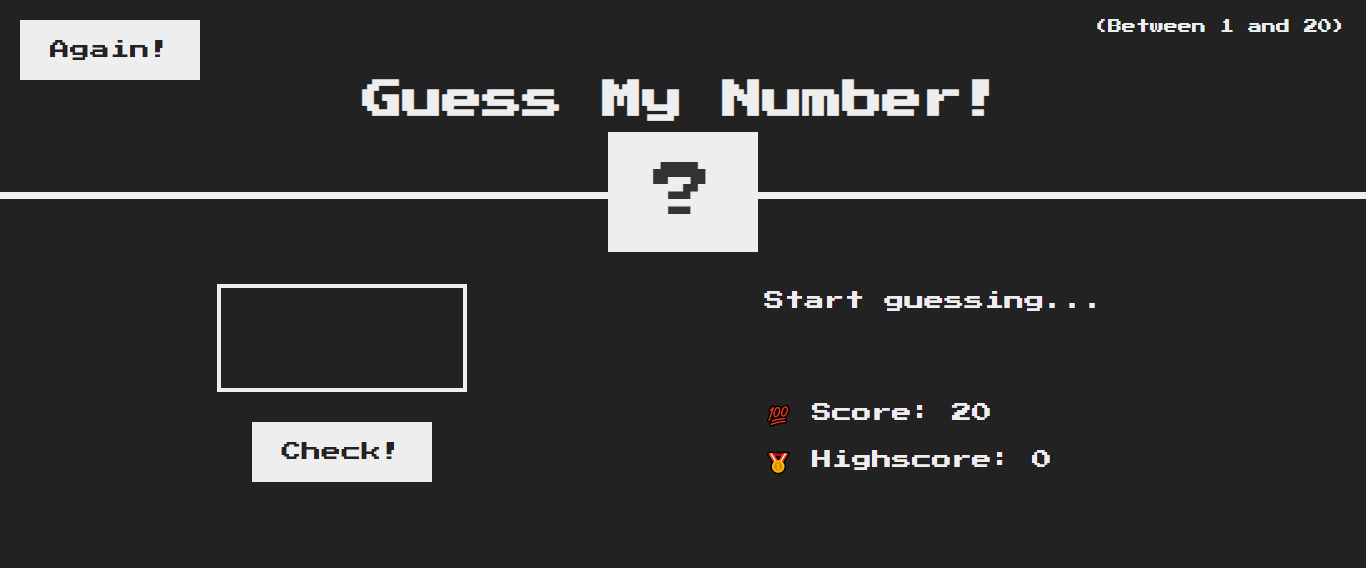 Again!
(Between 1 and 20)
Guess My Number!
?
Start guessing...
Check!
💯 Score: 20
🥇 Highscore: 0